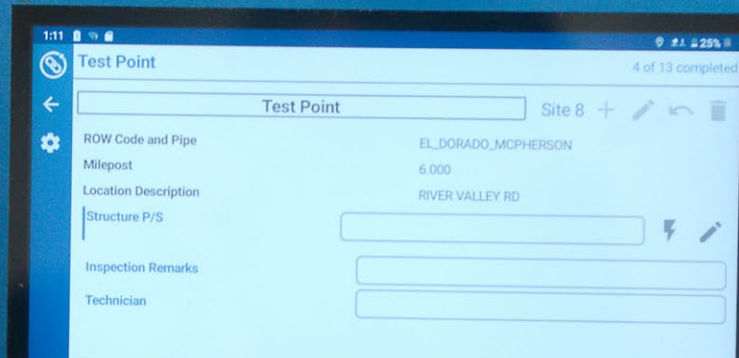 1:11 25%
Test Point 4 of 13 completed
Test Point Site 8
ROW Code and Pipe EL_DORADO_MCPHERSON
Milepost 6.000
Location Description RIVER VALLEY RD
Structure P/S
Inspection Remarks
Technician